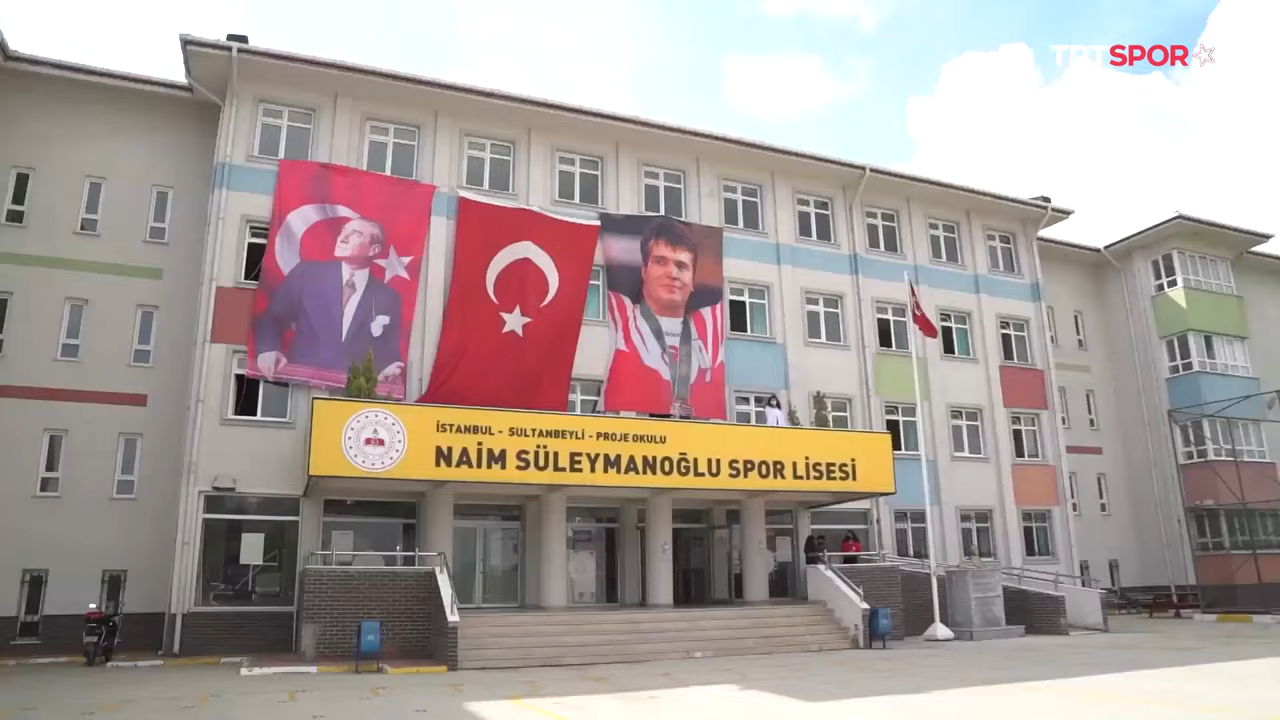 TRTSPOR
İSTANBUL - SULTANBEYLİ - PROJE OKULU
NAİM SÜLEYMANOĞLU SPOR LİSESİ